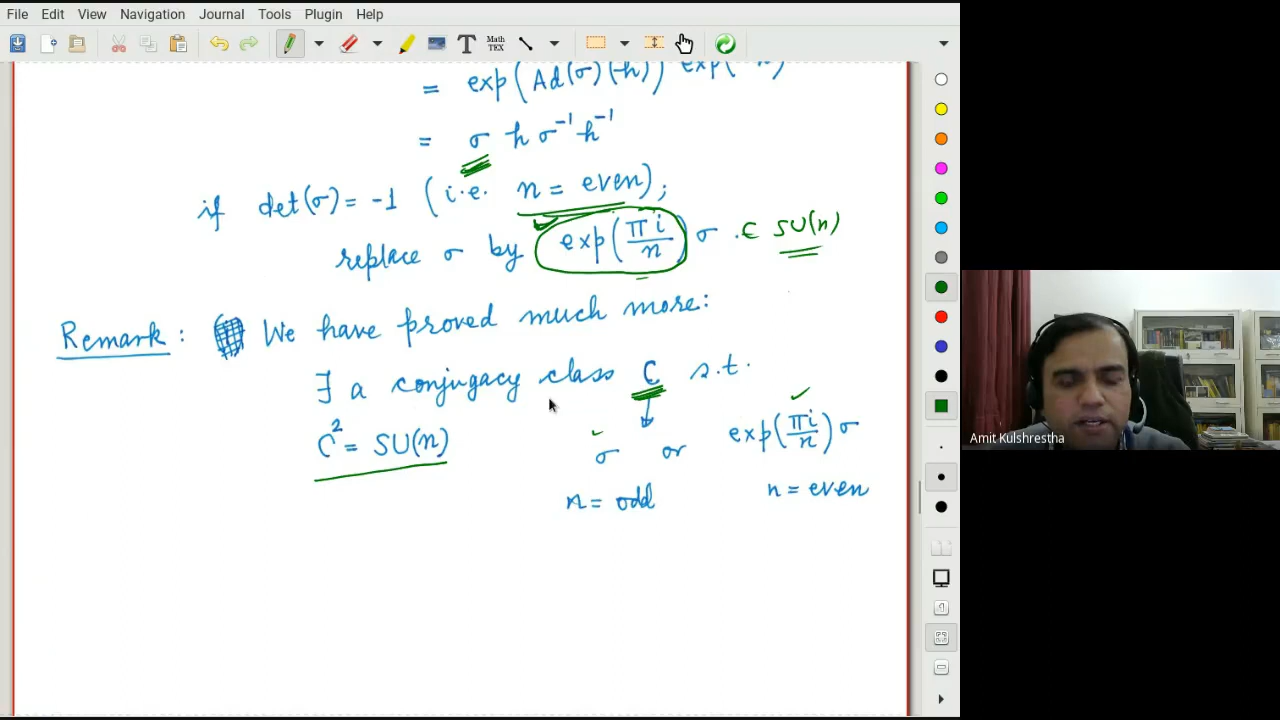 File Edit View Navigation Journal Tools Plugin Help
T Math TEX
= exp(Ad(σ)(-h))
= σ h σ⁻¹ h⁻¹
if det(σ) = -1 (i.e. n = even);
replace σ by exp(πi/n) σ . ∈ SU(n)
Remark : We have proved much more:
∃ a conjugacy class C s.t.
C² = SU(n)
σ or exp(πi/n) σ
n = odd n = even
Amit Kulshrestha